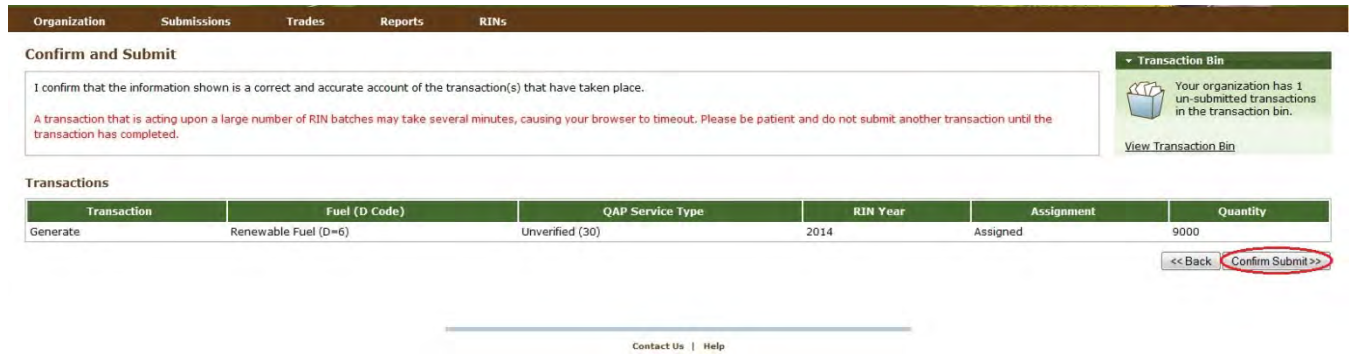 Organization Submissions Trades Reports RINs
Confirm and Submit
I confirm that the information shown is a correct and accurate account of the transaction(s) that have taken place.
A transaction that is acting upon a large number of RIN batches may take several minutes, causing your browser to timeout. Please be patient and do not submit another transaction until the
transaction has completed.
Transaction Bin
Your organization has 1
un-submitted transactions
in the transaction bin.
View Transaction Bin
Transactions
Transaction Fuel (D Code) QAP Service Type RIN Year Assignment Quantity
Generate Renewable Fuel (D=6) Unverified (30) 2014 Assigned 9000
<< Back Confirm Submit>>
Contact Us | Help